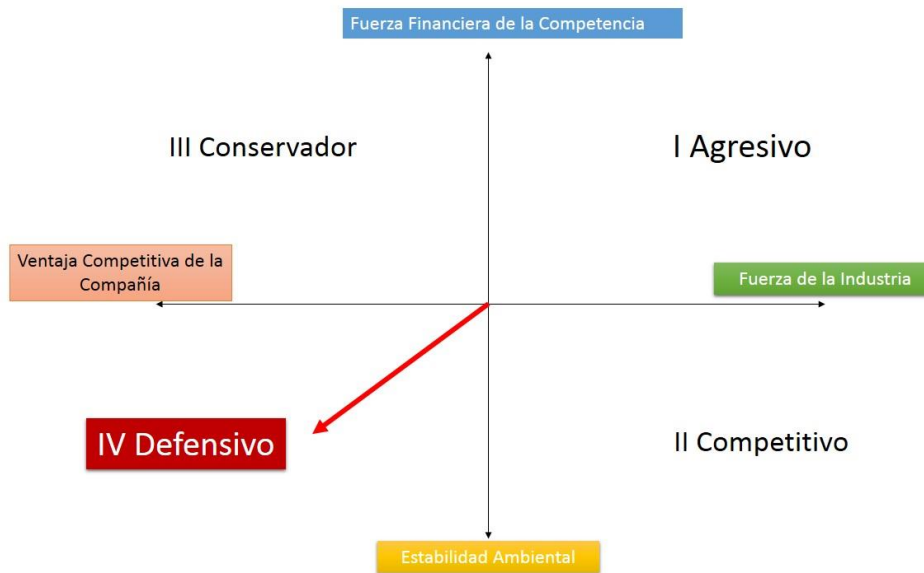 Fuerza Financiera de la Competencia
III Conservador
I Agresivo
Ventaja Competitiva de la
Compañía
Fuerza de la Industria
IV Defensivo
II Competitivo
Estabilidad Ambiental